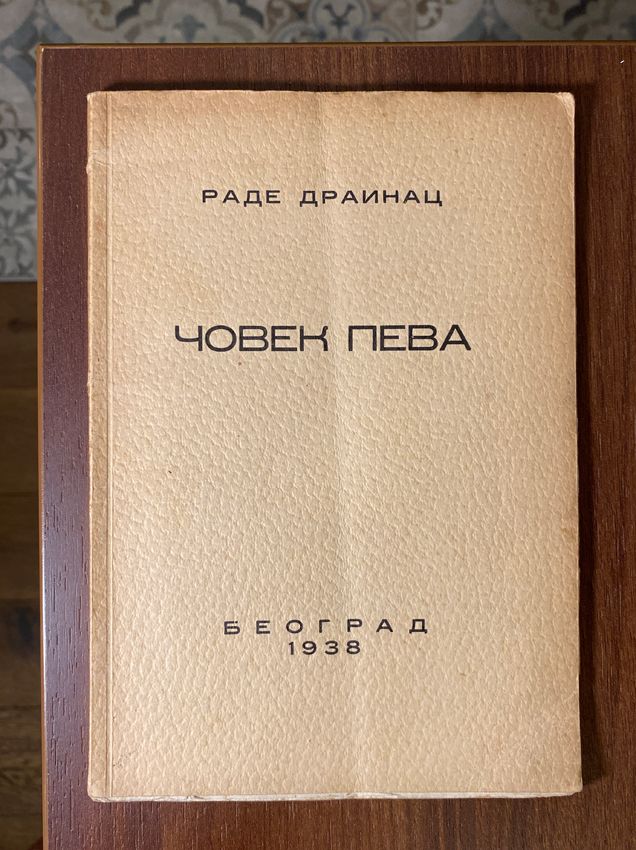 РАДЕ ДРАИНАЦ
ЧОВЕК ПЕВА
БЕОГРАД
1938